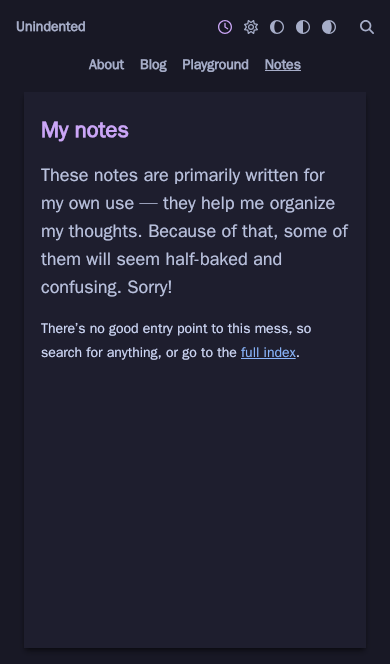 Unindented
About Blog Playground Notes
My notes
These notes are primarily written for
my own use — they help me organize
my thoughts. Because of that, some of
them will seem half-baked and
confusing. Sorry!
There’s no good entry point to this mess, so
search for anything, or go to the full index.